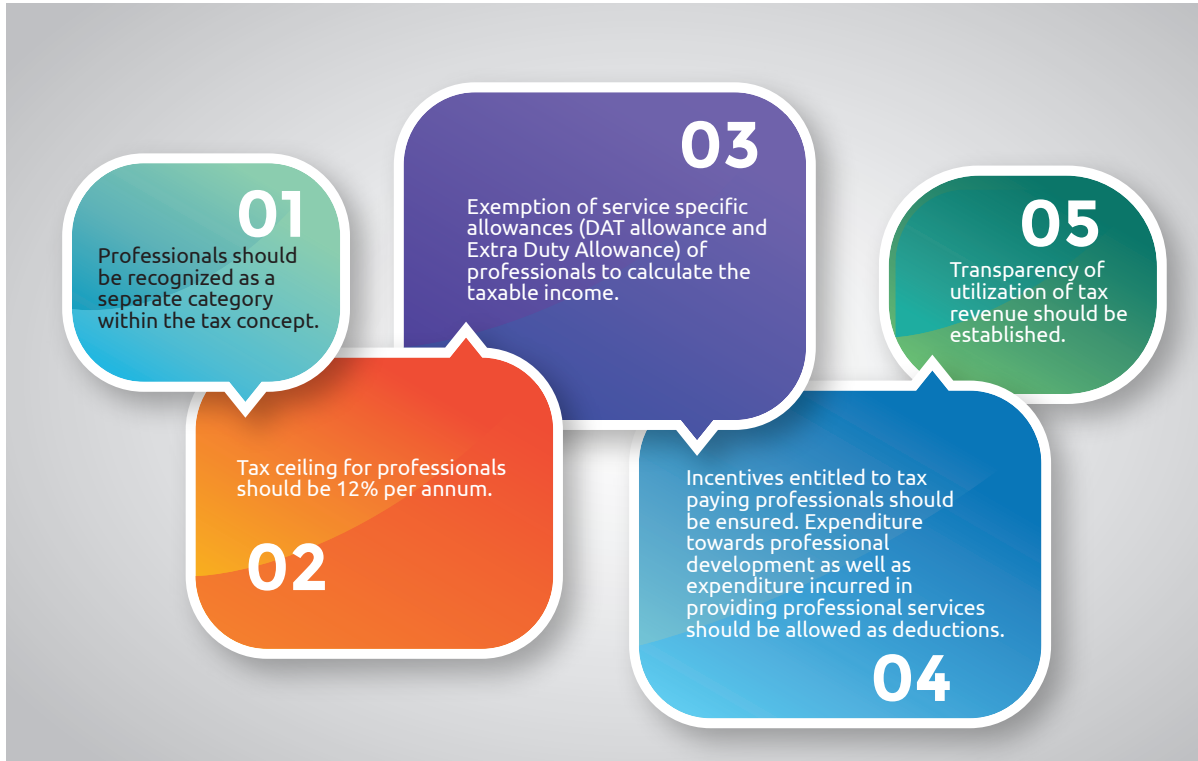 01
Professionals should
be recognized as a
separate category
within the tax concept.
Tax ceiling for professionals
should be 12% per annum.
02
03
Exemption of service specific
allowances (DAT allowance and
Extra Duty Allowance) of
professionals to calculate the
taxable income.
Incentives entitled to tax
paying professionals should
be ensured. Expenditure
towards professional
development as well as
expenditure incurred in
providing professional services
should be allowed as deductions.
04
05
Transparency of
utilization of tax
revenue should be
established.